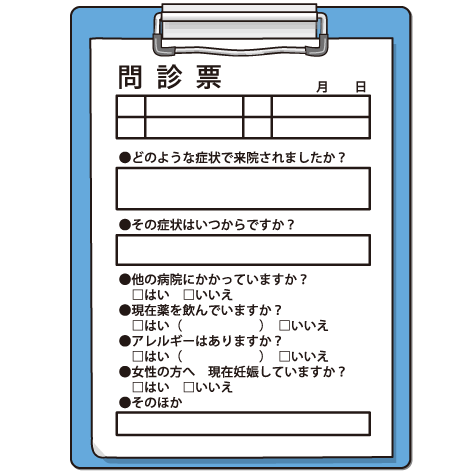 問診票
月 日
●どのような症状で来院されましたか？
●その症状はいつからですか？
●他の病院にかかっていますか？
□はい □いいえ
●現在薬を飲んでいますか？
□はい（ ） □いいえ
●アレルギーはありますか？
□はい（ ） □いいえ
●女性の方へ 現在妊娠していますか？
□はい □いいえ
●そのほか